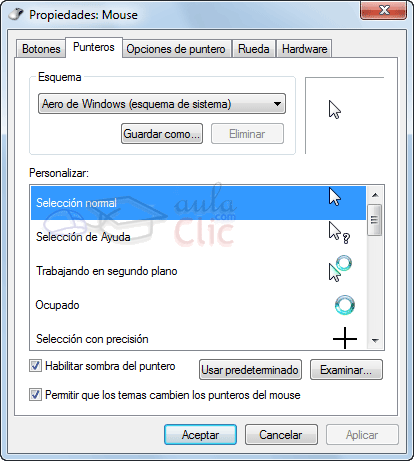 Propiedades: Mouse
Botones Punteros Opciones de puntero Rueda Hardware
Esquema
Aero de Windows (esquema de sistema)
Guardar como... Eliminar
Personalizar:
Selección normal
aula
.com
Clic
Selección de Ayuda
Trabajando en segundo plano
Ocupado
Selección con precisión
Habilitar sombra del puntero Usar predeterminado Examinar...
Permitir que los temas cambien los punteros del mouse
Aceptar Cancelar Aplicar